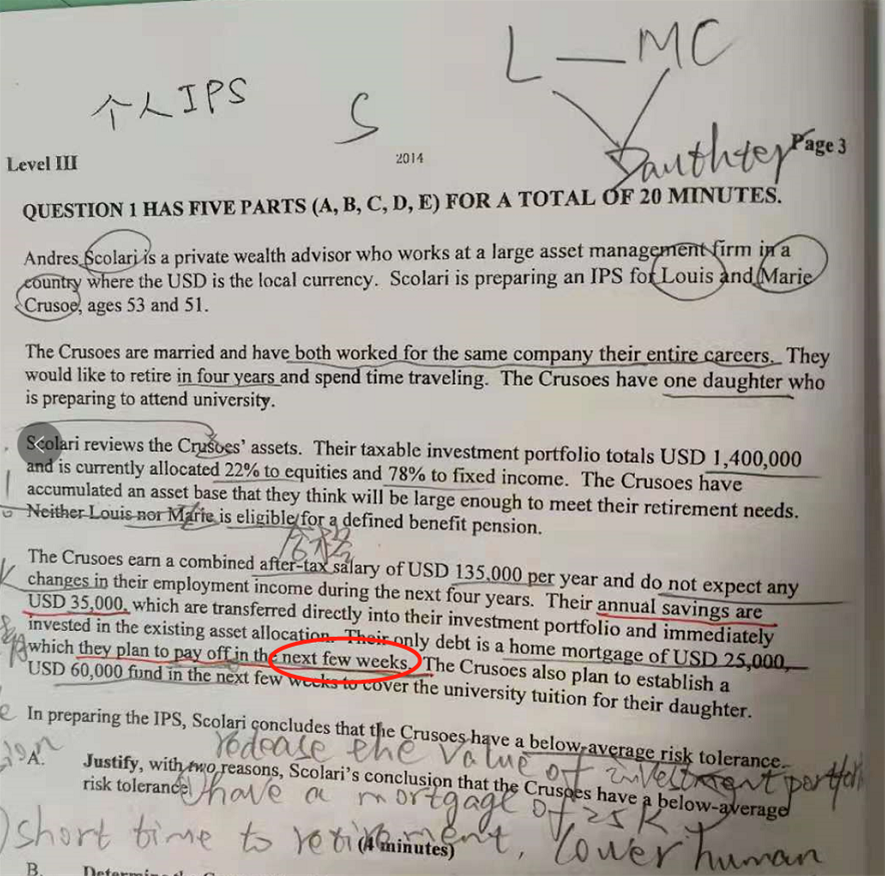 L — MC
个人IPS
S
Daughter
Level III
2014
Page 3
QUESTION 1 HAS FIVE PARTS (A, B, C, D, E) FOR A TOTAL OF 20 MINUTES.
Andres Scolari is a private wealth advisor who works at a large asset management firm in a
country where the USD is the local currency. Scolari is preparing an IPS for Louis and Marie
Crusoe, ages 53 and 51.
The Crusoes are married and have both worked for the same company their entire careers. They
would like to retire in four years and spend time traveling. The Crusoes have one daughter who
is preparing to attend university.
Scolari reviews the Crusoes’ assets. Their taxable investment portfolio totals USD 1,400,000
and is currently allocated 22% to equities and 78% to fixed income. The Crusoes have
accumulated an asset base that they think will be large enough to meet their retirement needs.
Neither Louis nor Marie is eligible for a defined benefit pension.
The Crusoes earn a combined after-tax salary of USD 135,000 per year and do not expect any
changes in their employment income during the next four years. Their annual savings are
USD 35,000, which are transferred directly into their investment portfolio and immediately
invested in the existing asset allocation. Their only debt is a home mortgage of USD 25,000,
which they plan to pay off in the next few weeks. The Crusoes also plan to establish a
USD 60,000 fund in the next few weeks to cover the university tuition for their daughter.
In preparing the IPS, Scolari concludes that the Crusoes have a below-average risk tolerance.
the value of investment
A. Justify, with two reasons, Scolari’s conclusion that the Crusoes have a below-average
risk tolerance.
have a mortgage of 25K
short time to retirement, lower human
(4 minutes)
B.